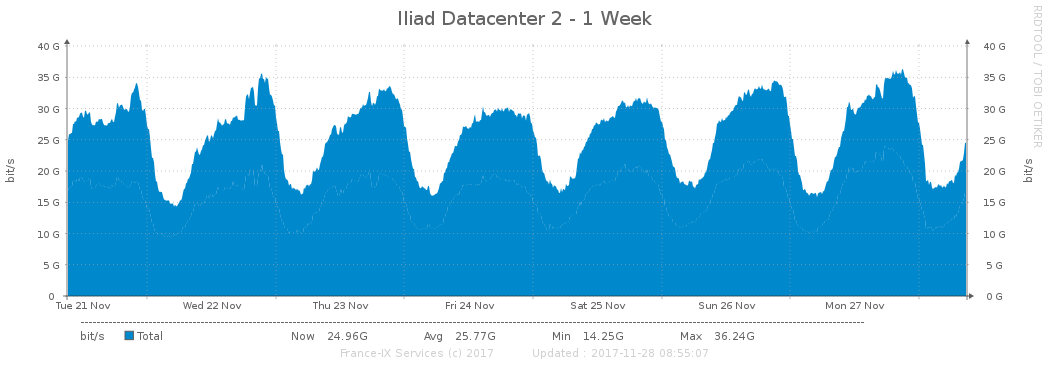 Iliad Datacenter 2 - 1 Week
RRDTOOL / TOBI OETIKER
bit/s
40 G
35 G
30 G
25 G
20 G
15 G
10 G
5 G
0
40 G
35 G
30 G
25 G
20 G
15 G
10 G
5 G
0 G
bit/s
Tue 21 Nov Wed 22 Nov Thu 23 Nov Fri 24 Nov Sat 25 Nov Sun 26 Nov Mon 27 Nov
bit/s Total Now 24.96G Avg 25.77G Min 14.25G Max 36.24G
France-IX Services (c) 2017 Updated : 2017-11-28 08:55:07